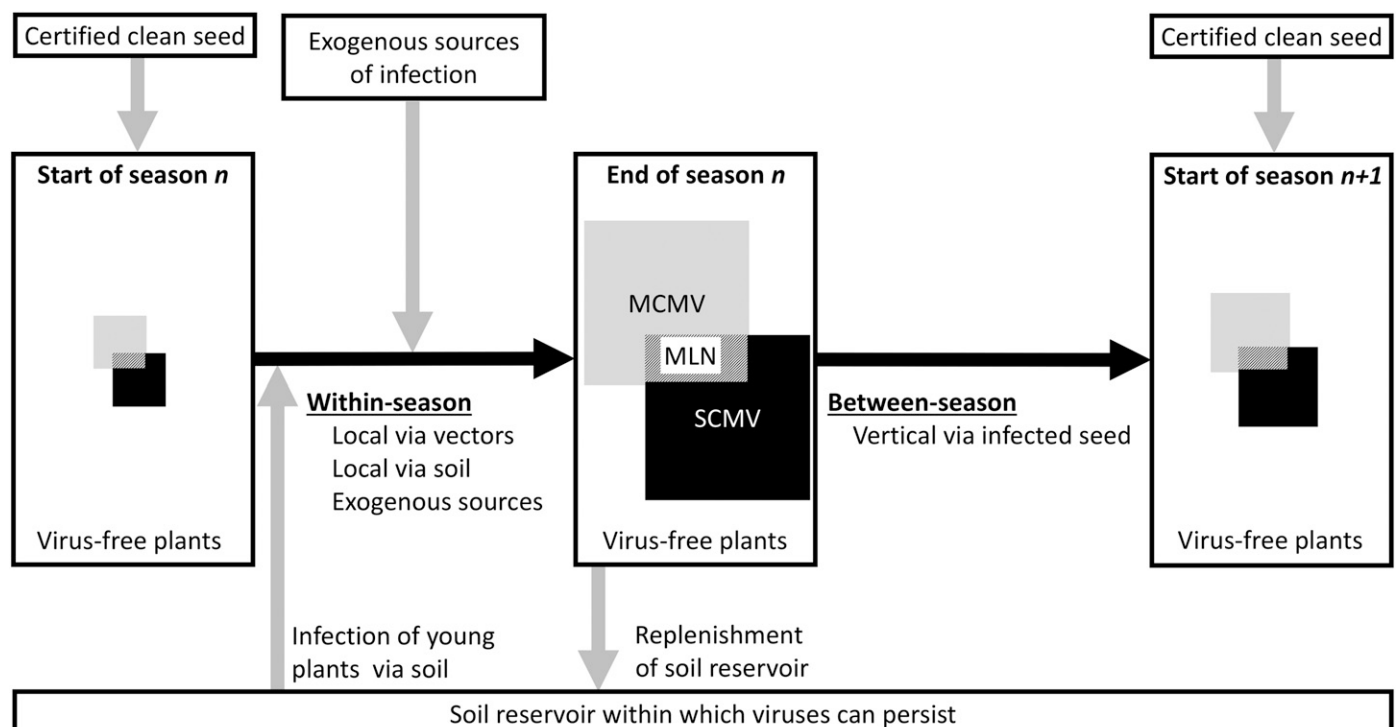 Certified clean seed
Exogenous sources
of infection
Certified clean seed
Start of season n
End of season n
Start of season n+1
MCMV
MLN
SCMV
Within-season
Local via vectors
Local via soil
Exogenous sources
Between-season
Vertical via infected seed
Virus-free plants
Virus-free plants
Virus-free plants
Infection of young
plants via soil
Replenishment
of soil reservoir
Soil reservoir within which viruses can persist